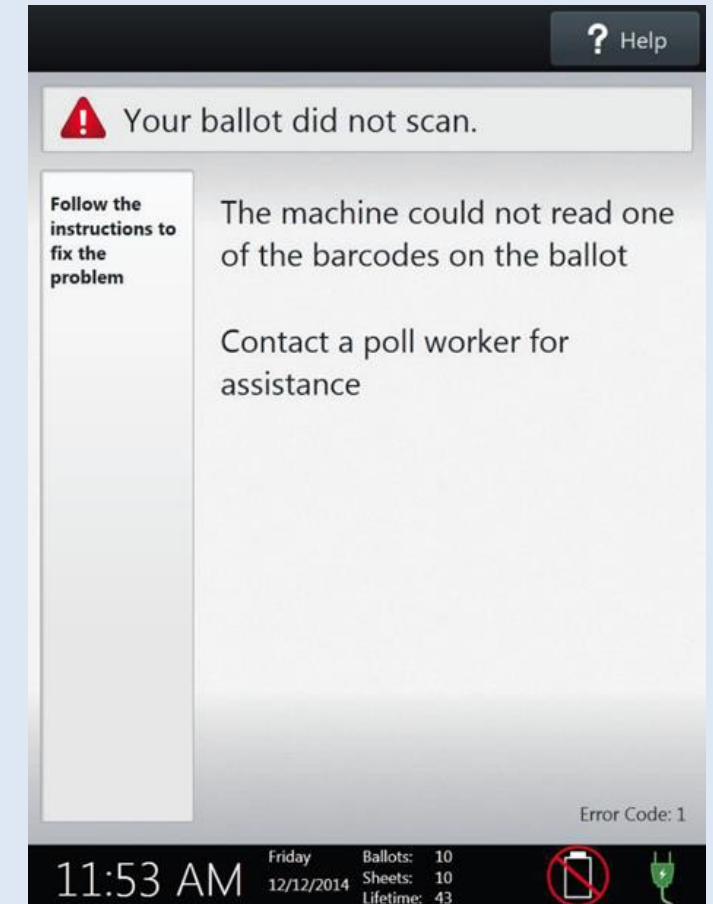 ? Help
Your ballot did not scan.
Follow the
instructions to
fix the
problem
The machine could not read one
of the barcodes on the ballot
Contact a poll worker for
assistance
Error Code: 1
11:53 AM
Friday
12/12/2014
Ballots: 10
Sheets: 10
Lifetime: 43